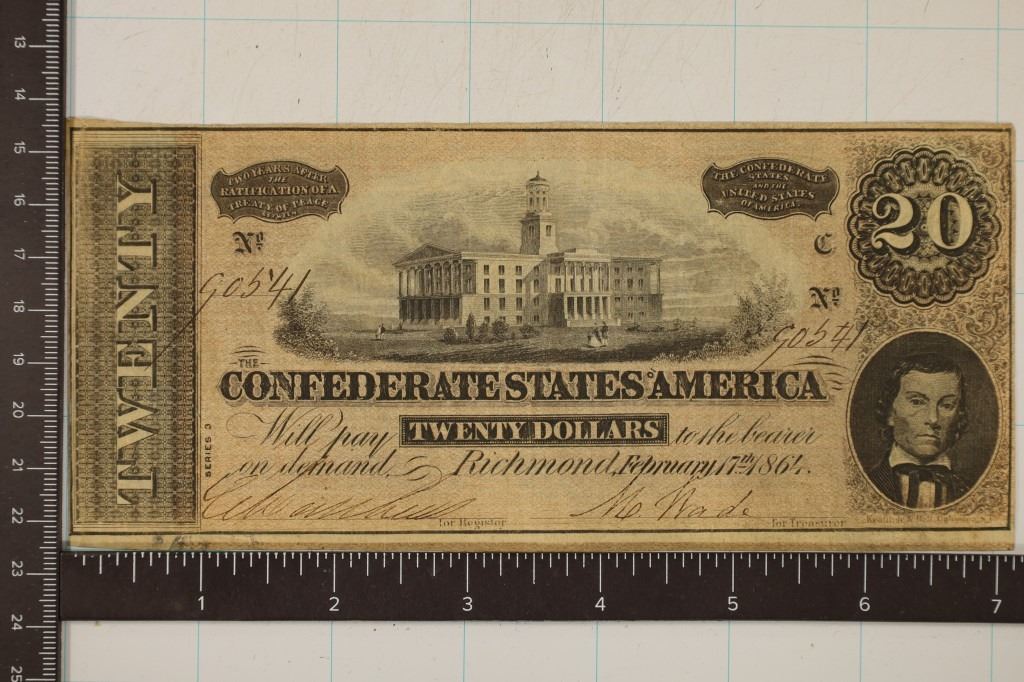 TWO YEARS AFTER
THE
RATIFICATION OF A
TREATY OF PEACE
BETWEEN
THE CONFEDERATE
STATES
AND THE
UNITED STATES
OF AMERICA.
20
TWENTY
No
C
90541
No
90541
THE
CONFEDERATE STATES OF AMERICA
Will pay TWENTY DOLLARS to the bearer
on demand, Richmond, February 17th 1864.
SERIES 3
M. Wade
for Register
for Treasurer
13
14
15
16
17
18
19
20
21
22
23
24
25
1 2 3 4 5 6 7